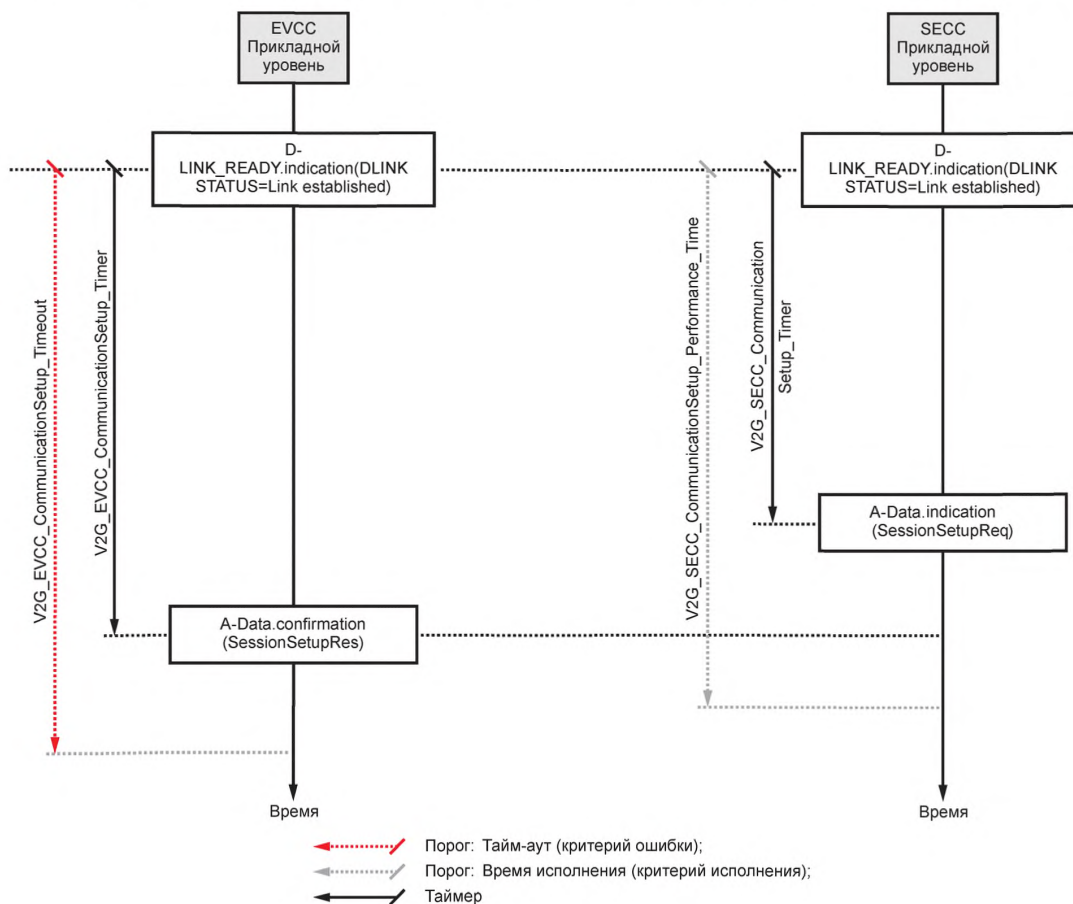 EVCC
Прикладной
уровень
SECC
Прикладной
уровень
D-
LINK_READY.indication(DLINK
STATUS=Link established)
D-
LINK_READY.indication(DLINK
STATUS=Link established)
V2G_EVCC_CommunicationSetup_Timeout
V2G_EVCC_CommunicationSetup_Timer
V2G_SECC_CommunicationSetup_Performance_Time
V2G_SECC_Communication
Setup_Timer
A-Data.indication
(SessionSetupReq)
A-Data.confirmation
(SessionSetupRes)
Время
Время
Порог: Тайм-аут (критерий ошибки);
Порог: Время исполнения (критерий исполнения);
Таймер